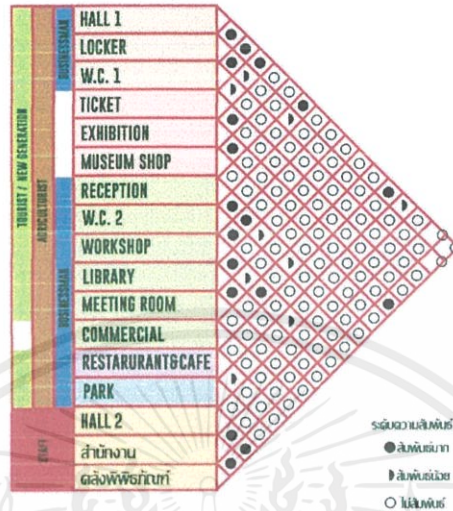 TOURIST / NEW GENERATION
AGRICULTURIST
BUSINESSMAN
BUSINESSMAN
STAFF
HALL 1
LOCKER
W.C. 1
TICKET
EXHIBITION
MUSEUM SHOP
RECEPTION
W.C. 2
WORKSHOP
LIBRARY
MEETING ROOM
COMMERCIAL
RESTARURANT&CAFE
PARK
HALL 2
สำนักงาน
คลังพิพิธภัณฑ์
ระดับความสัมพันธ์
สัมพันธ์มาก
สัมพันธ์น้อย
ไม่สัมพันธ์